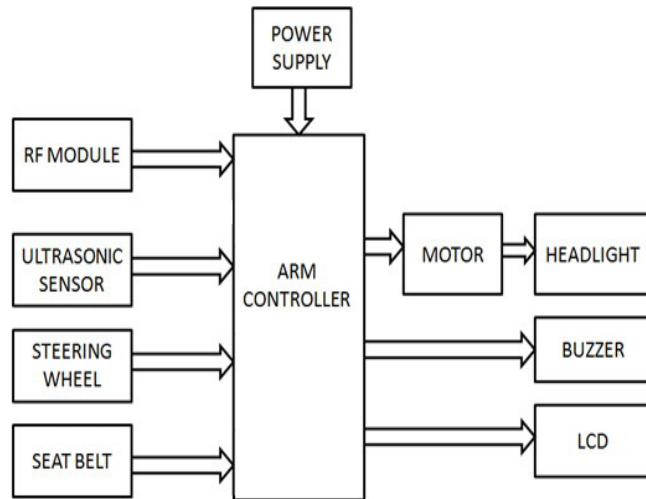 POWER
SUPPLY
RF MODULE
ULTRASONIC
SENSOR
STEERING
WHEEL
SEAT BELT
ARM
CONTROLLER
MOTOR
HEADLIGHT
BUZZER
LCD